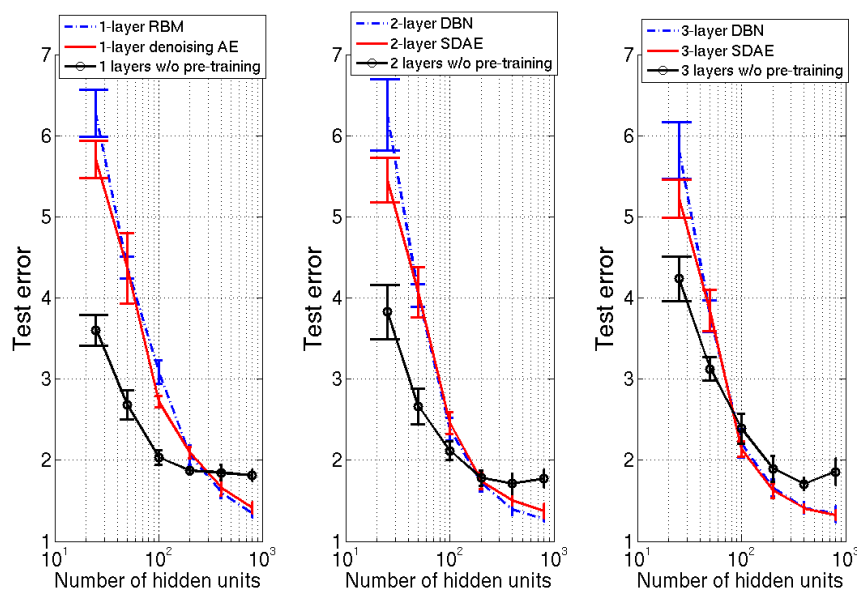 1-layer RBM
1-layer denoising AE
1 layers w/o pre-training
Test error
6
5
4
3
2
1
10^1
10^2
10^3
Number of hidden units
2-layer DBN
2-layer SDAE
2 layers w/o pre-training
Test error
6
5
4
3
2
1
10^1
10^2
10^3
Number of hidden units
3-layer DBN
3-layer SDAE
3 layers w/o pre-training
Test error
6
5
4
3
2
1
10^1
10^2
10^3
Number of hidden units